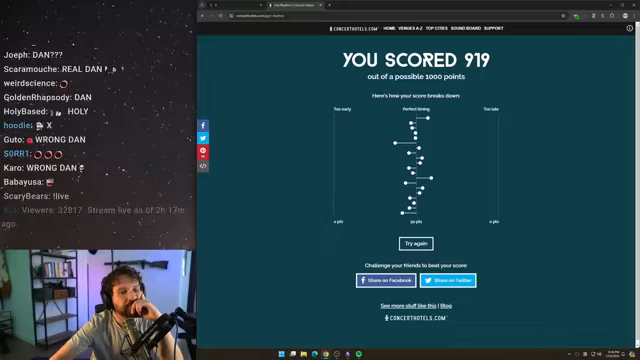 Joeph: DAN???
Scaramouche: REAL DAN
weirdscience:
GoldenRhapsody: DAN
HolyBased: HOLY
hoodie: X
Guto: WRONG DAN
S0RR1:
Karo: WRONG DAN
Babayusa:
ScaryBears: !live
Viewers: 32817. Stream live as of 2h 17m
ago.
CONCERTHOTELS.COM
HOME VENUES A-Z TOP CITIES SOUND BOARD SUPPORT
YOU SCORED 919
out of a possible 1000 points
Here's how your score breaks down:
Too early Perfect timing Too late
0 pts 50 pts 0 pts
Try again
Challenge your friends to beat your score:
Share on Facebook Share on Twitter
See more stuff like this | Blog
CONCERTHOTELS.COM